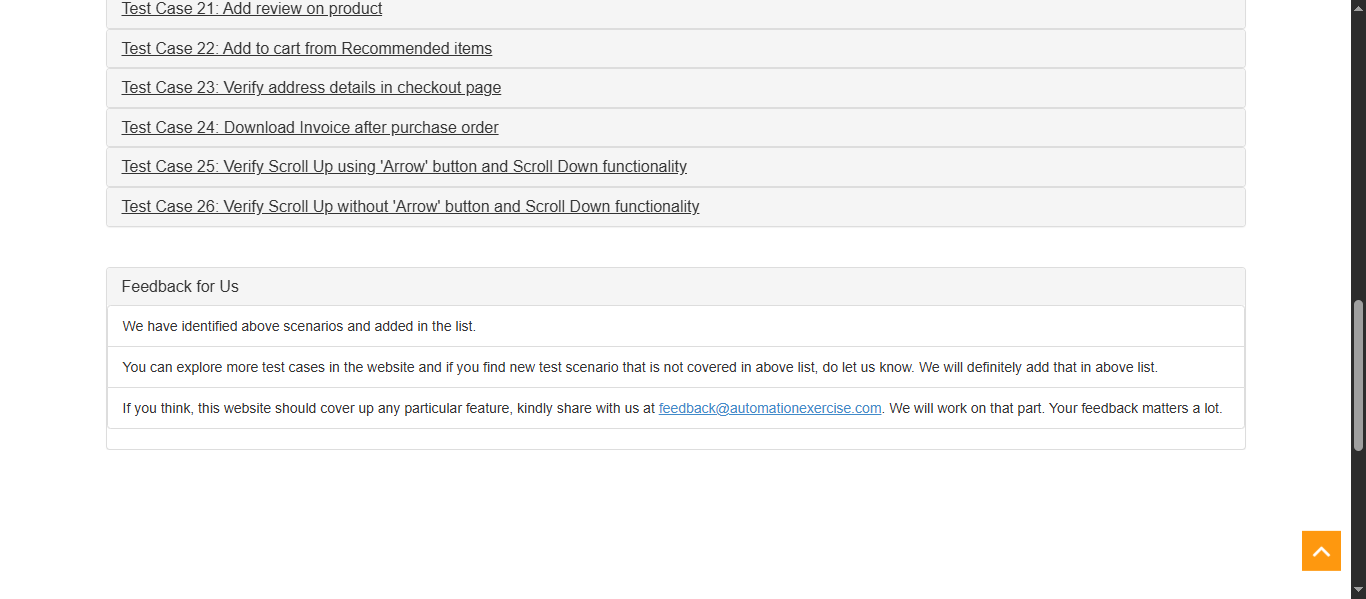 Test Case 21: Add review on product
Test Case 22: Add to cart from Recommended items
Test Case 23: Verify address details in checkout page
Test Case 24: Download Invoice after purchase order
Test Case 25: Verify Scroll Up using 'Arrow' button and Scroll Down functionality
Test Case 26: Verify Scroll Up without 'Arrow' button and Scroll Down functionality
Feedback for Us
We have identified above scenarios and added in the list.
You can explore more test cases in the website and if you find new test scenario that is not covered in above list, do let us know. We will definitely add that in above list.
If you think, this website should cover up any particular feature, kindly share with us at feedback@automationexercise.com. We will work on that part. Your feedback matters a lot.